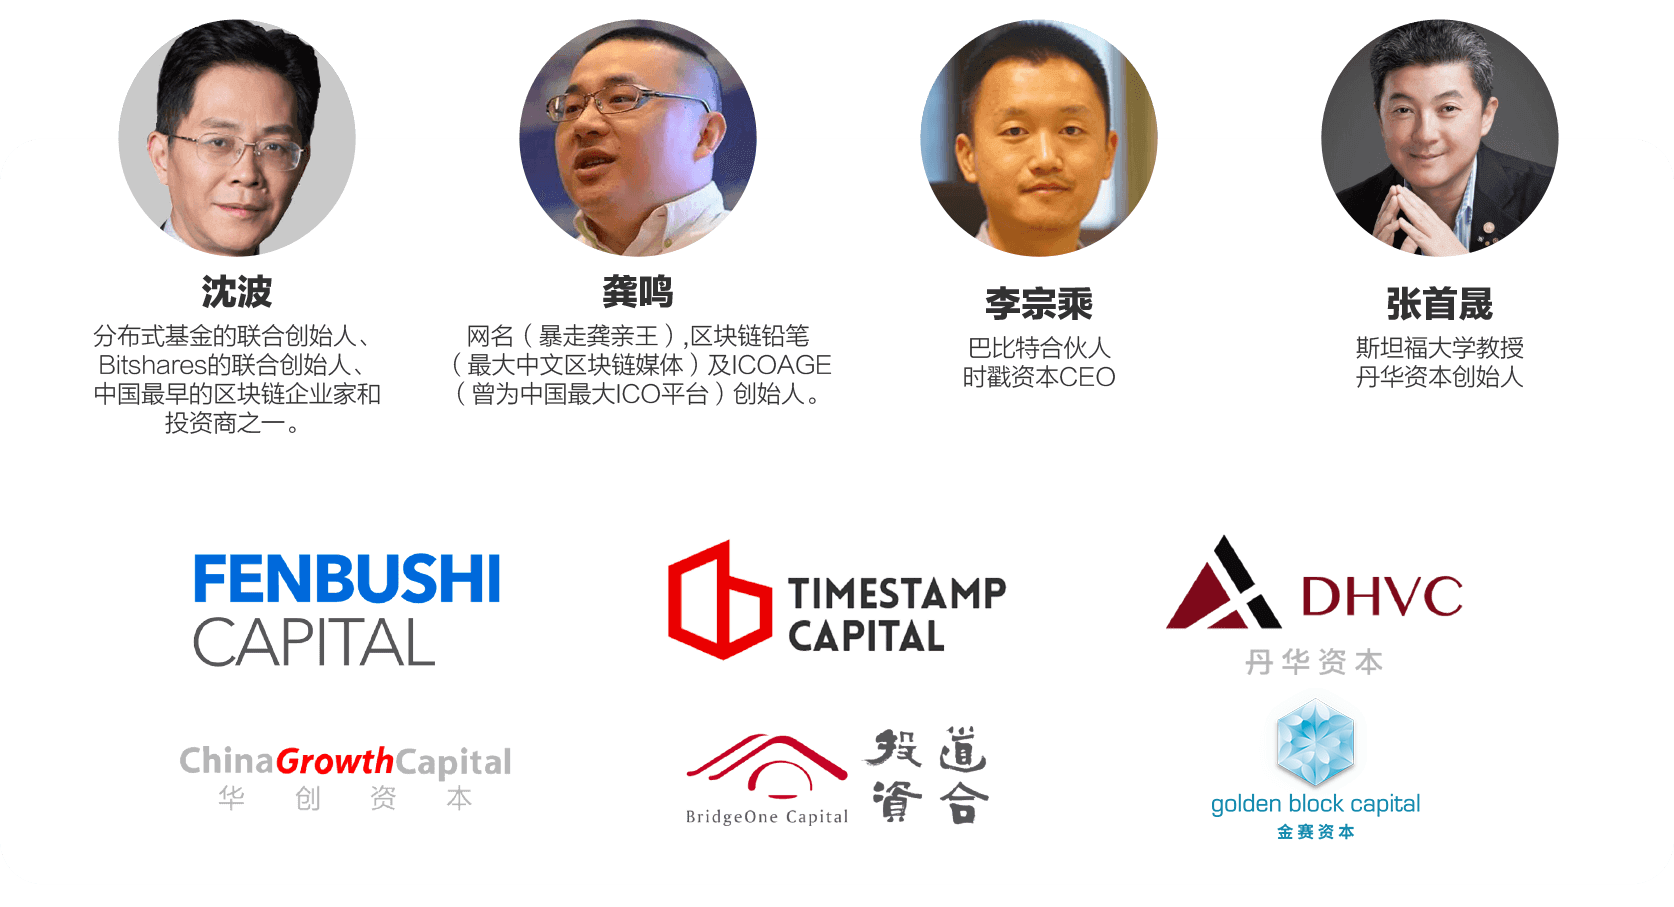 沈波
分布式基金的联合创始人、
Bitshares的联合创始人、
中国最早的区块链企业家和
投资商之一。
龚鸣
网名（暴走龚亲王）,区块链铅笔
（最大中文区块链媒体）及ICOAGE
（曾为中国最大ICO平台）创始人。
李宗乘
巴比特合伙人
时戳资本CEO
张首晟
斯坦福大学教授
丹华资本创始人
FENBUSHI
CAPITAL
TIMESTAMP
CAPITAL
DHVC
丹华资本
ChinaGrowthCapital
华创资本
BridgeOne Capital
投道
資合
golden block capital
金赛资本